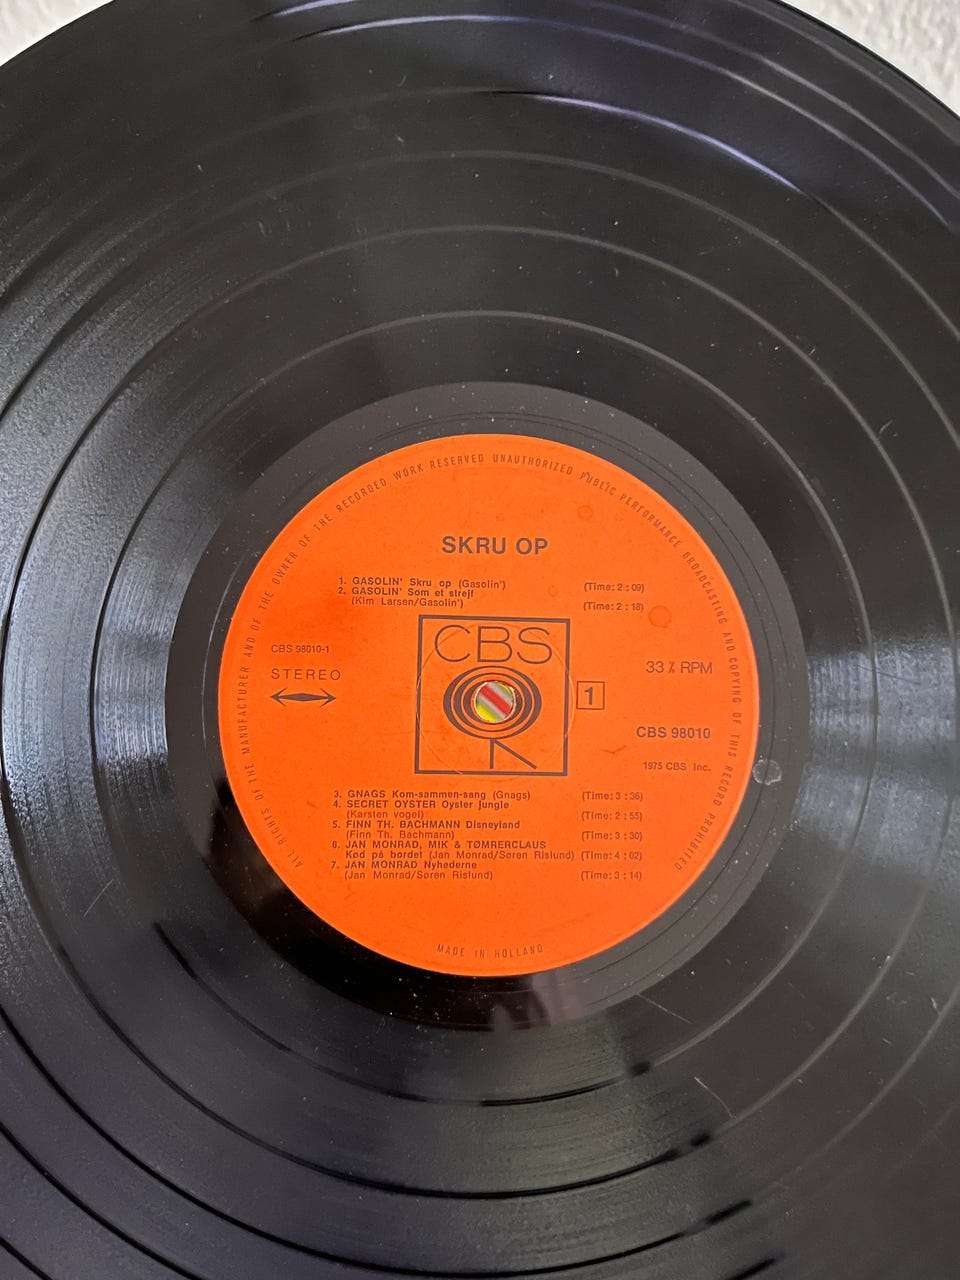 ALL RIGHTS OF THE MANUFACTURER AND OF THE OWNER OF THE RECORDED WORK RESERVED UNAUTHORIZED PUBLIC PERFORMANCE BROADCASTING AND COPYING OF THIS RECORD PROHIBITED
SKRU OP
1. GASOLIN' Skru op (Gasolin') (Time: 2 : 09)
2. GASOLIN' Som et strejf
(Kim Larsen/Gasolin') (Time: 2 : 18)
CBS
CBS 98010-1
STEREO
33 ⅓ RPM
1
CBS 98010
1975 CBS Inc.
3. GNAGS Kom-sammen-sang (Gnags) (Time: 3 : 36)
4. SECRET OYSTER Oyster jungle
(Karsten vogel) (Time: 2 : 55)
5. FINN TH. BACHMANN Disneyland
(Finn Th. Bachmann) (Time: 3 : 30)
6. JAN MONRAD, MIK & TØMRERCLAUS
Kød på bordet (Jan Monrad/Søren Rislund) (Time: 4 : 02)
7. JAN MONRAD Nyhederne
(Jan Monrad/Søren Rislund) (Time: 3 : 14)
MADE IN HOLLAND